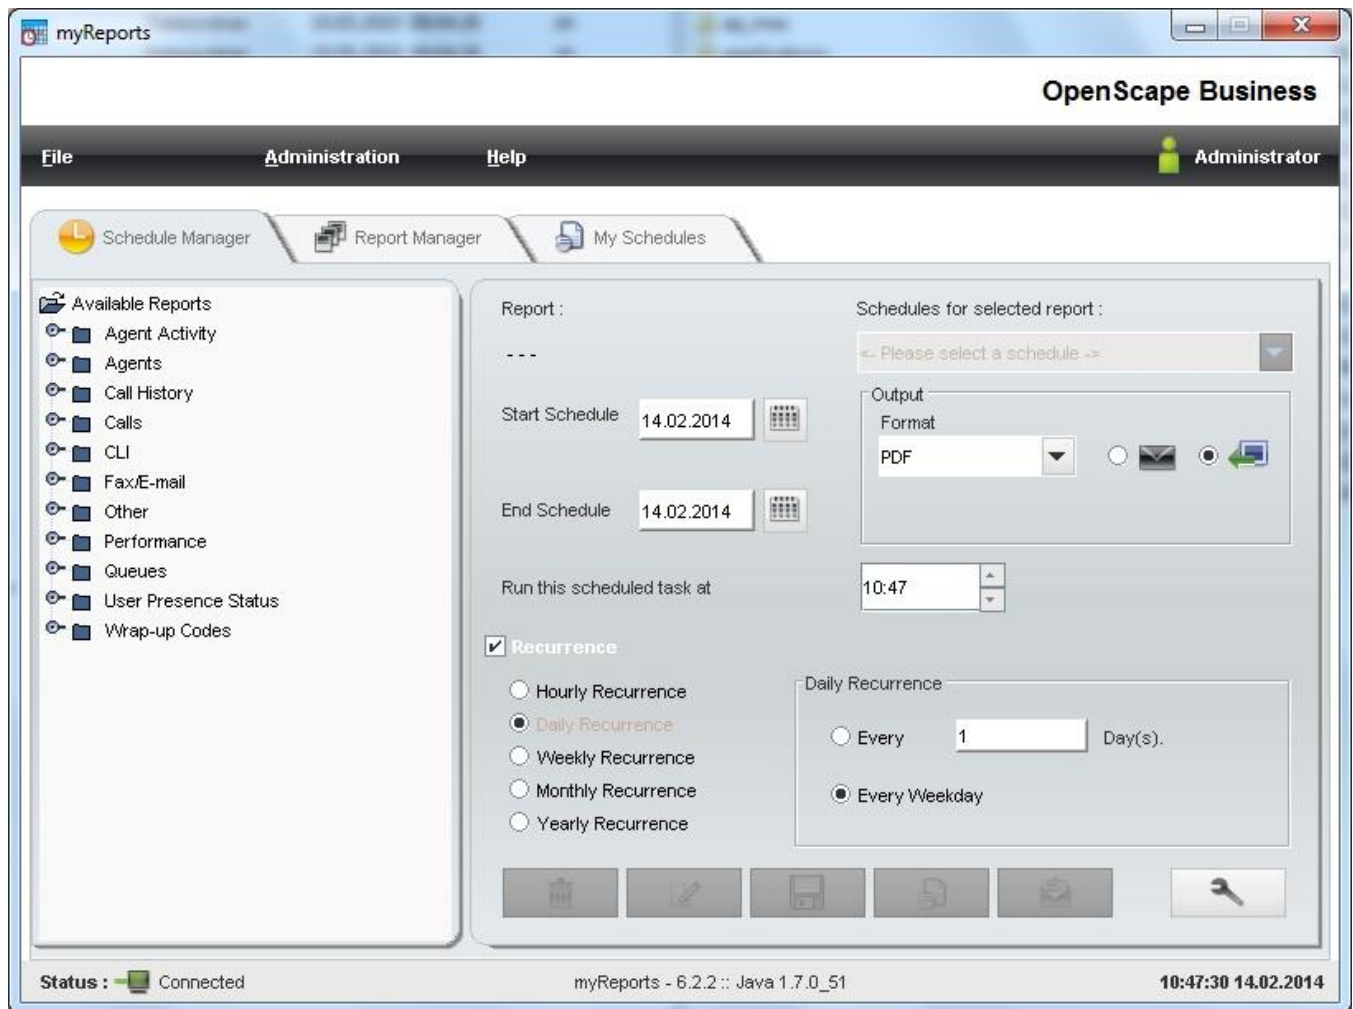 myReports
OpenScape Business
File Administration Help Administrator
Schedule Manager Report Manager My Schedules
Available Reports
Agent Activity
Agents
Call History
Calls
CLI
Fax/E-mail
Other
Performance
Queues
User Presence Status
Wrap-up Codes
Report :
- - -
Schedules for selected report :
<- Please select a schedule ->
Start Schedule 14.02.2014
Output
Format
PDF
End Schedule 14.02.2014
Run this scheduled task at 10:47
Recurrence
Hourly Recurrence
Daily Recurrence
Weekly Recurrence
Monthly Recurrence
Yearly Recurrence
Daily Recurrence
Every 1 Day(s).
Every Weekday
Status : Connected
myReports - 6.2.2 :: Java 1.7.0_51
10:47:30 14.02.2014